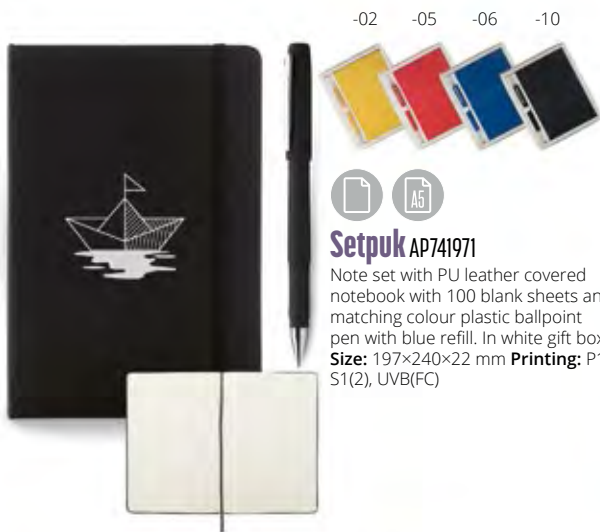 -02 -05 -06 -10
A5
Setpuk AP741971
Note set with PU leather covered
notebook with 100 blank sheets an
matching colour plastic ballpoint
pen with blue refill. In white gift box
Size: 197×240×22 mm Printing: P1
S1(2), UVB(FC)